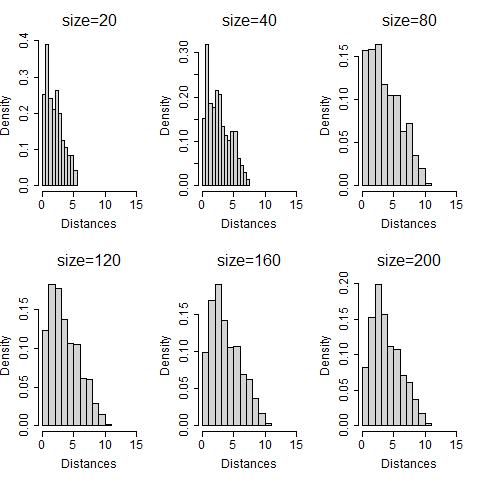 size=20
Density
0.0 0.1 0.2 0.3 0.4
0 5 10 15
Distances
size=40
Density
0.00 0.10 0.20 0.30
0 5 10 15
Distances
size=80
Density
0.00 0.05 0.10 0.15
0 5 10 15
Distances
size=120
Density
0.00 0.05 0.10 0.15
0 5 10 15
Distances
size=160
Density
0.00 0.05 0.10 0.15
0 5 10 15
Distances
size=200
Density
0.00 0.05 0.10 0.15 0.20
0 5 10 15
Distances